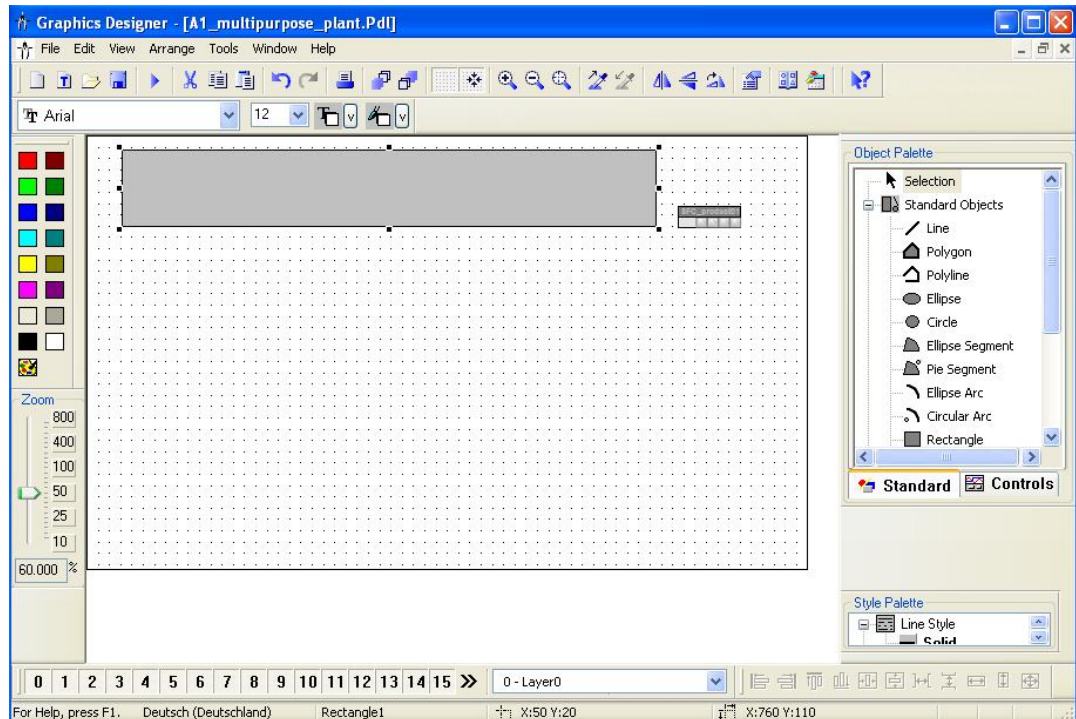 Graphics Designer - [A1_multipurpose_plant.Pdl]
File Edit View Arrange Tools Window Help
Arial
12
Object Palette
Selection
Standard Objects
Line
Polygon
Polyline
Ellipse
Circle
Ellipse Segment
Pie Segment
Ellipse Arc
Circular Arc
Rectangle
Standard Controls
Zoom
800
400
100
50
25
10
60.000 %
Style Palette
Line Style
Solid
0 1 2 3 4 5 6 7 8 9 10 11 12 13 14 15
0 - Layer0
For Help, press F1. Deutsch (Deutschland) Rectangle1 X:50 Y:20 X:760 Y:110